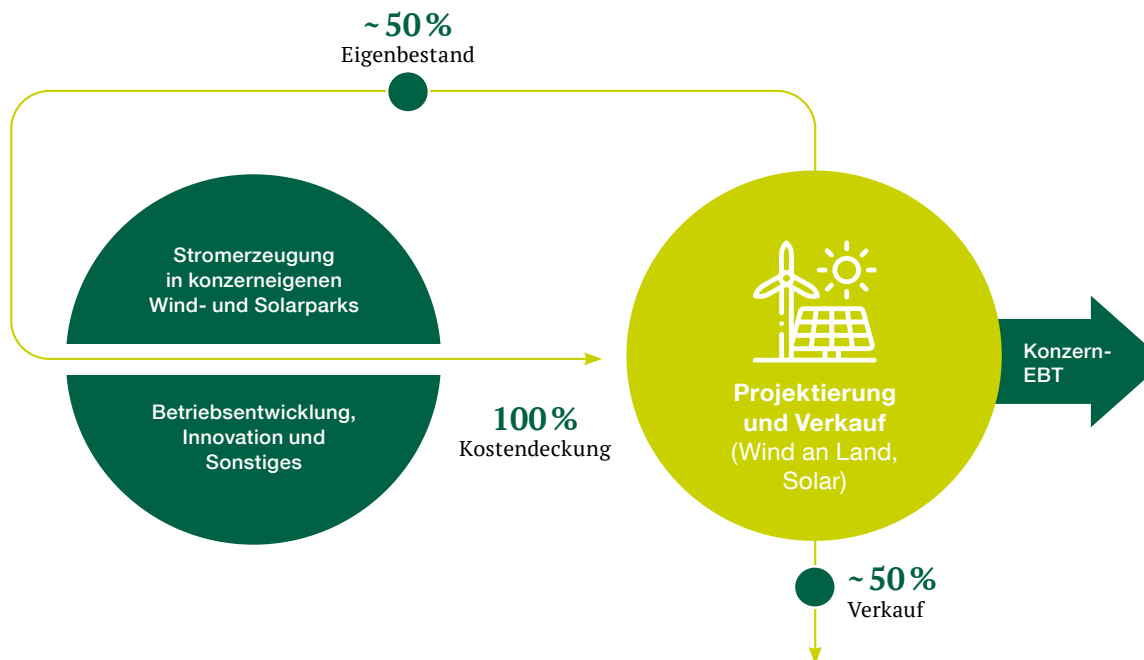 ~50%
Eigenbestand
Stromerzeugung
in konzerneigenen
Wind- und Solarparks
Betriebsentwicklung,
Innovation und
Sonstiges
100%
Kostendeckung
Projektierung
und Verkauf
(Wind an Land,
Solar)
Konzern-
EBT
~50%
Verkauf